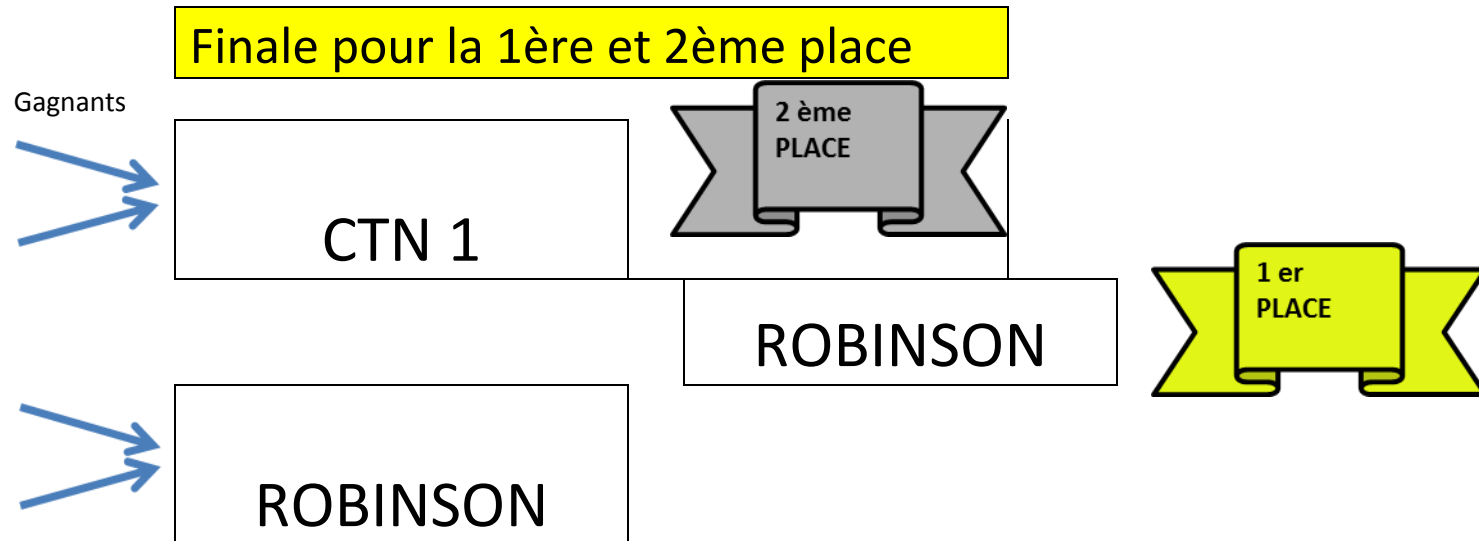 Finale pour la 1ère et 2ème place
Gagnants
2 ème
PLACE
CTN 1
1 er
PLACE
ROBINSON
ROBINSON